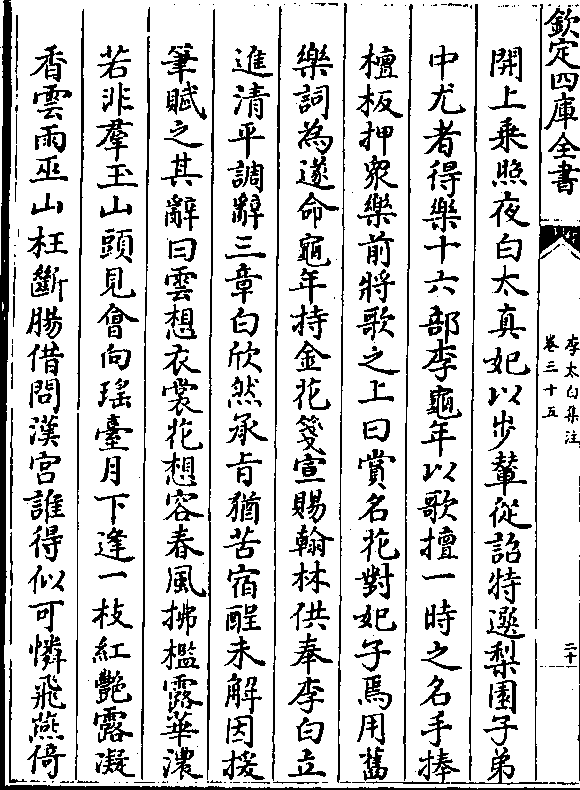 欽定四庫全書
李太白集注
卷三十五
二十
開上乘照夜白太真妃以步輦從詔特選梨園子弟
中尤者得樂十六部李龜年以歌擅一時之名手捧
檀板押衆樂前將歌之上曰賞名花對妃子焉用舊
樂詞為遂命龜年持金花箋宣賜翰林供奉李白立
進清平調辭三章白欣然承㫖猶苦宿酲未解因援
筆賦之其辭曰雲想衣裳花想容春風拂檻露華濃
若非羣玉山頭見會向瑤臺月下逢一枝紅艷露凝
香雲雨巫山枉斷腸借問漢宮誰得似可憐飛燕倚